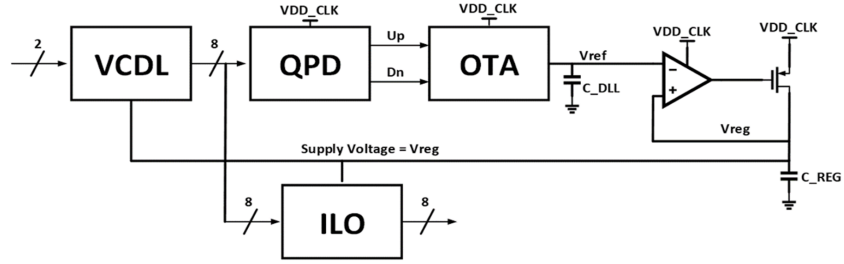 VDD_CLK
VDD_CLK
VDD_CLK
VDD_CLK
2
VCDL
8
QPD
Up
Dn
OTA
Vref
C_DLL
−
+
Vreg
Supply Voltage = Vreg
C_REG
8
ILO
8